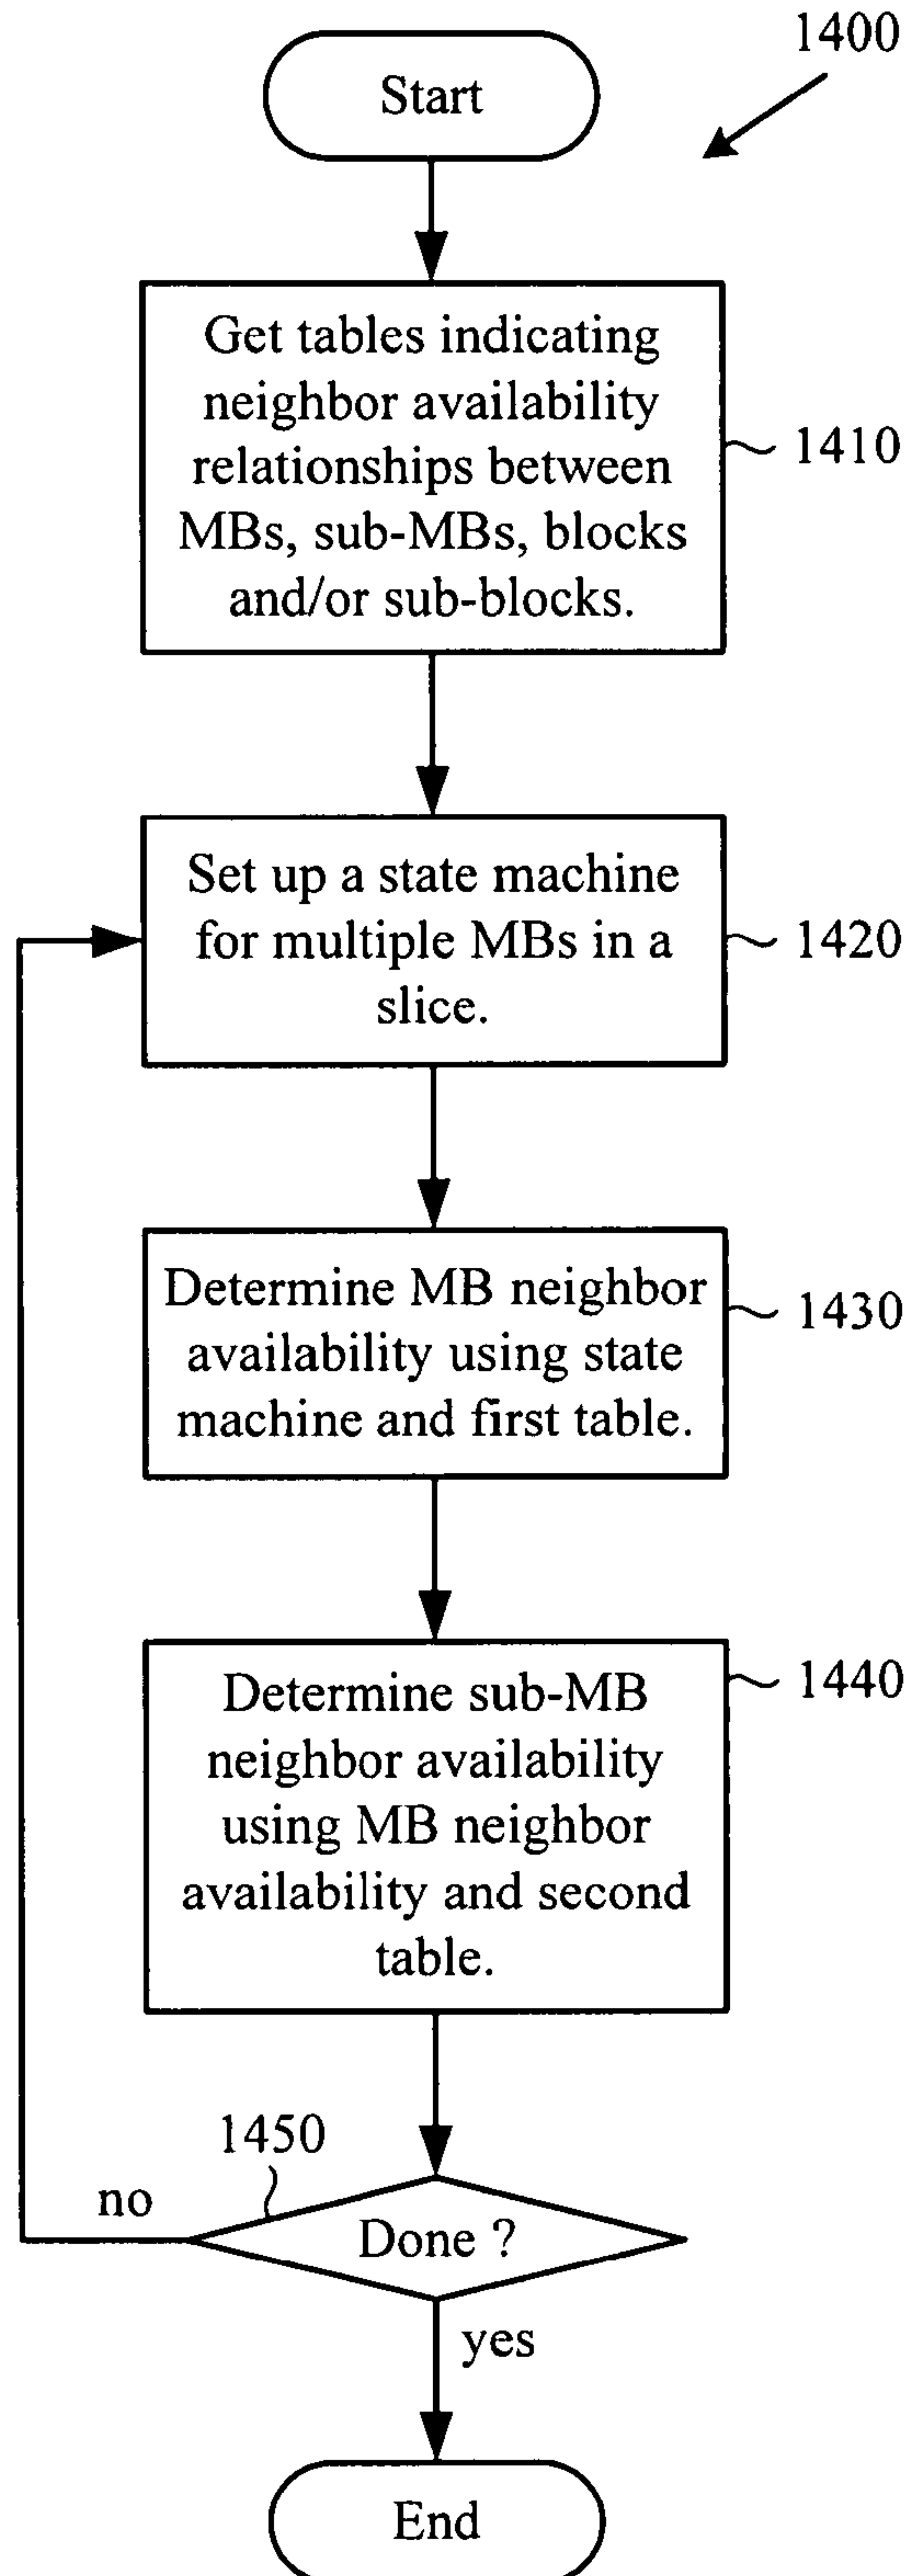 1400
Start
Get tables indicating
neighbor availability
relationships between
MBs, sub-MBs, blocks
and/or sub-blocks.
1410
Set up a state machine
for multiple MBs in a
slice.
1420
Determine MB neighbor
availability using state
machine and first table.
1430
Determine sub-MB
neighbor availability
using MB neighbor
availability and second
table.
1440
1450
no
Done ?
yes
End